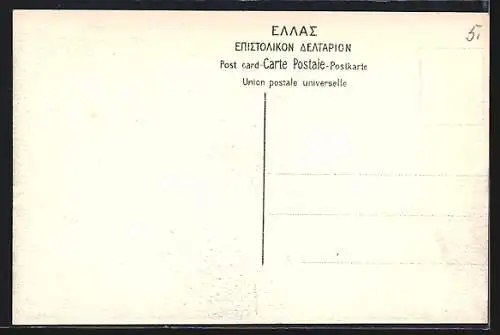 ΕΛΛΑΣ
ΕΠΙΣΤΟΛΙΚΟΝ ΔΕΛΤΑΡΙΟΝ
Post card-Carte Postale-Postkarte
Union postale universelle
5.